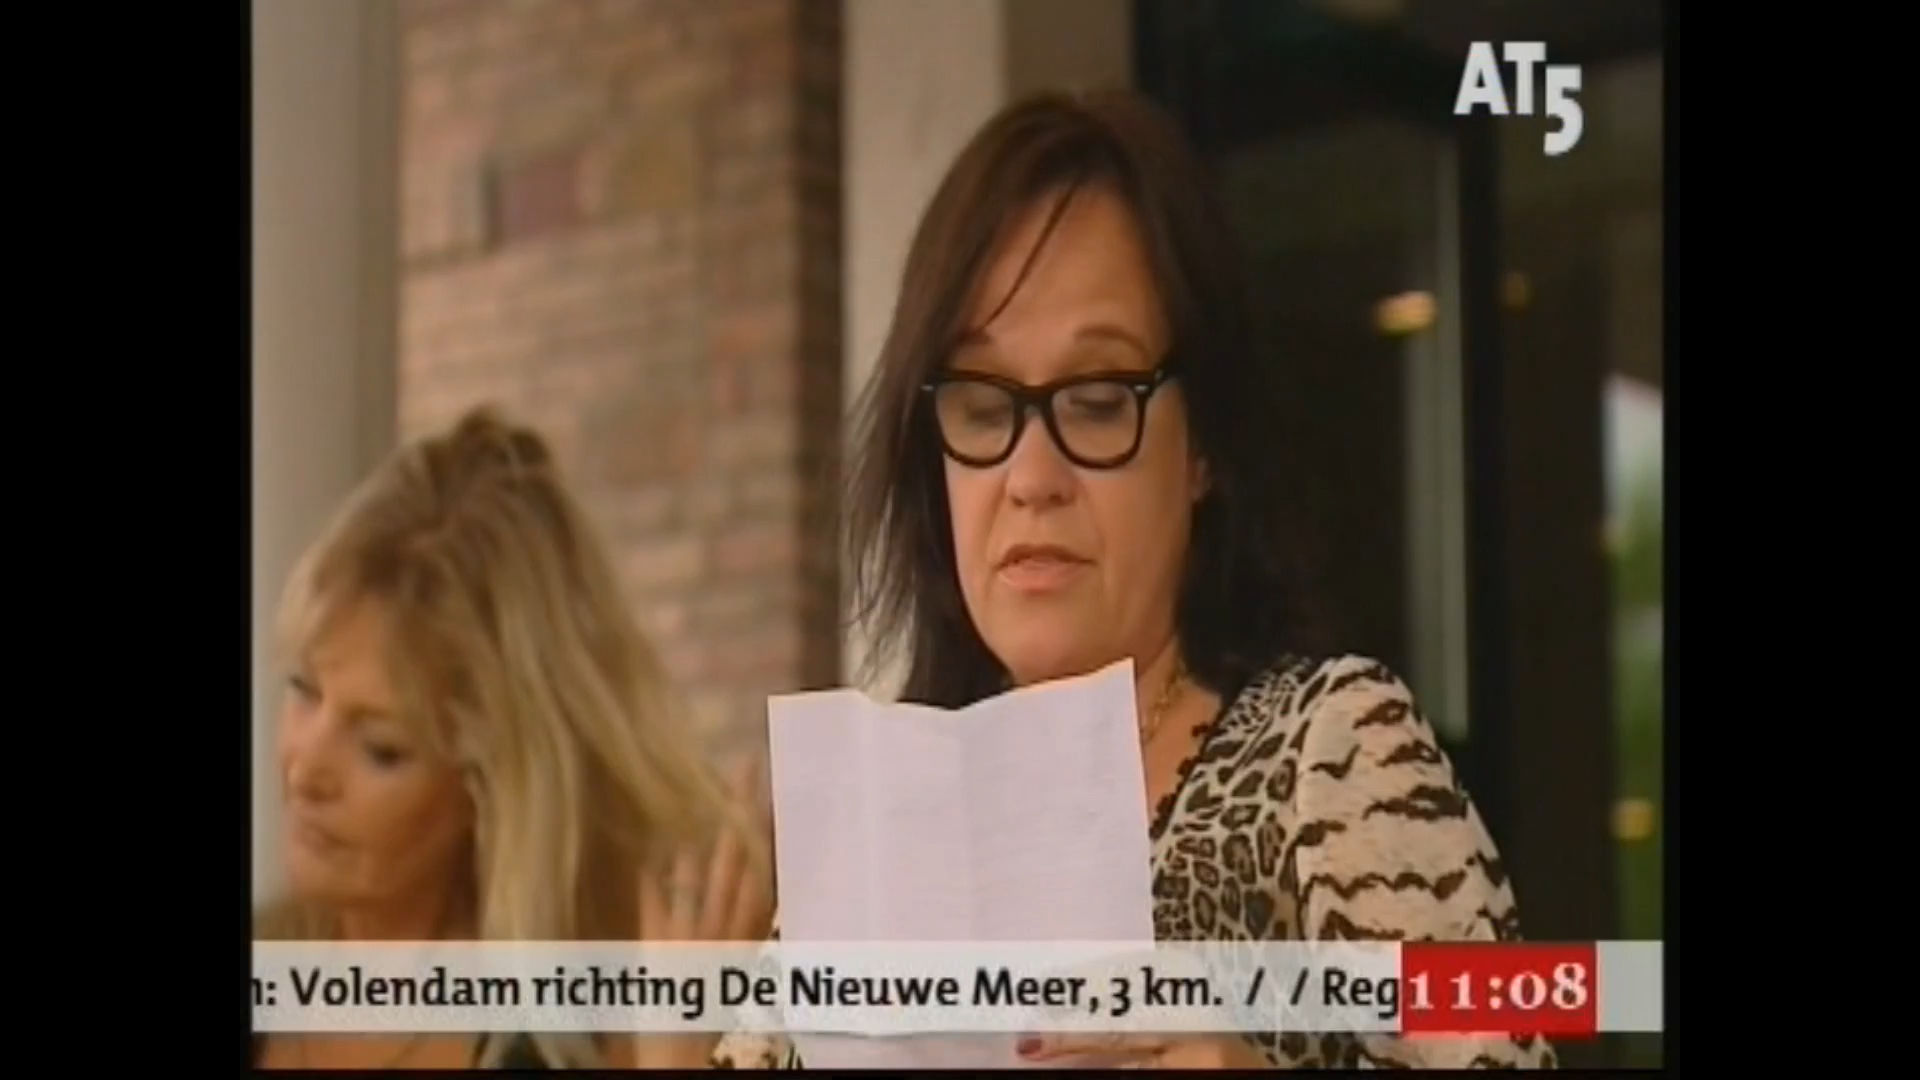 AT5
n: Volendam richting De Nieuwe Meer, 3 km. / / Reg
11:08